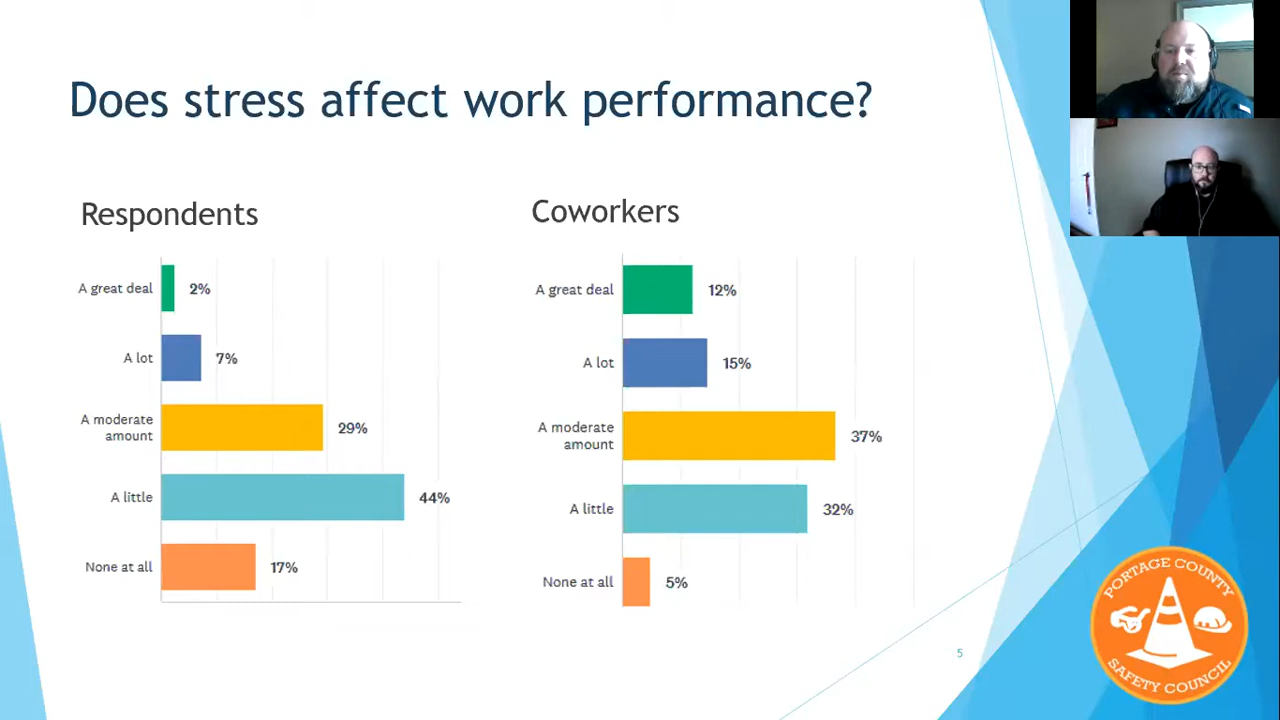 Does stress affect work performance?
Respondents
A great deal
2%
A lot
7%
A moderate
amount
29%
A little
44%
None at all
17%
Coworkers
A great deal
12%
A lot
15%
A moderate
amount
37%
A little
32%
None at all
5%
5
PORTAGE COUNTY
SAFETY COUNCIL